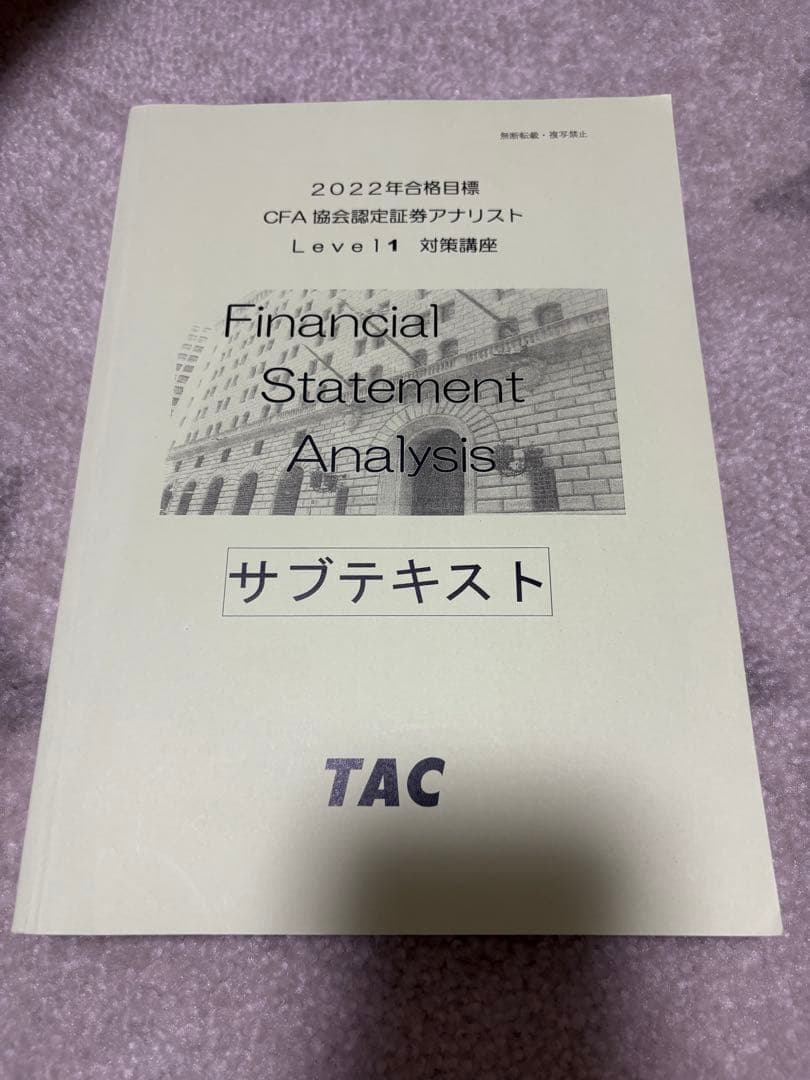 無断転載・複写禁止
２０２２年合格目標
CFA 協会認定証券アナリスト
Ｌｅｖｅｌ１　対策講座
Financial
Statement
Analysis
サブテキスト
TAC